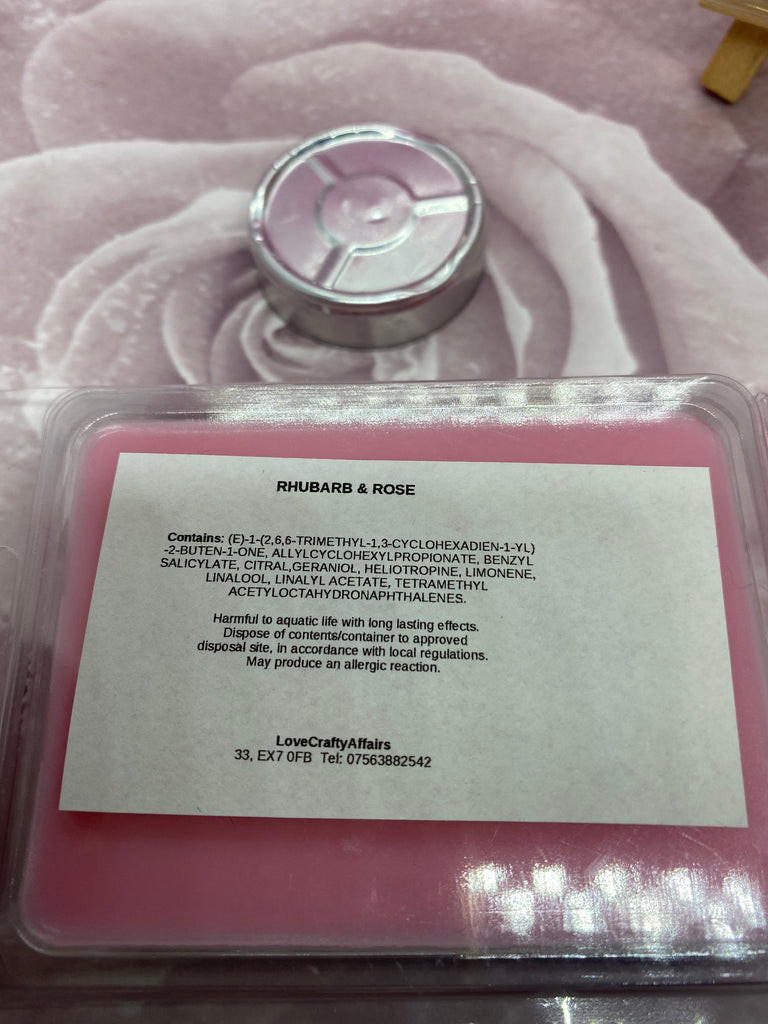 RHUBARB & ROSE
Contains: (E)-1-(2,6,6-TRIMETHYL-1,3-CYCLOHEXADIEN-1-YL)
-2-BUTEN-1-ONE, ALLYLCYCLOHEXYLPROPIONATE, BENZYL
SALICYLATE, CITRAL,GERANIOL, HELIOTROPINE, LIMONENE,
LINALOOL, LINALYL ACETATE, TETRAMETHYL
ACETYLOCTAHYDRONAPHTHALENES.
Harmful to aquatic life with long lasting effects.
Dispose of contents/container to approved
disposal site, in accordance with local regulations.
May produce an allergic reaction.
LoveCraftyAffairs
33, EX7 0FB Tel: 07563882542